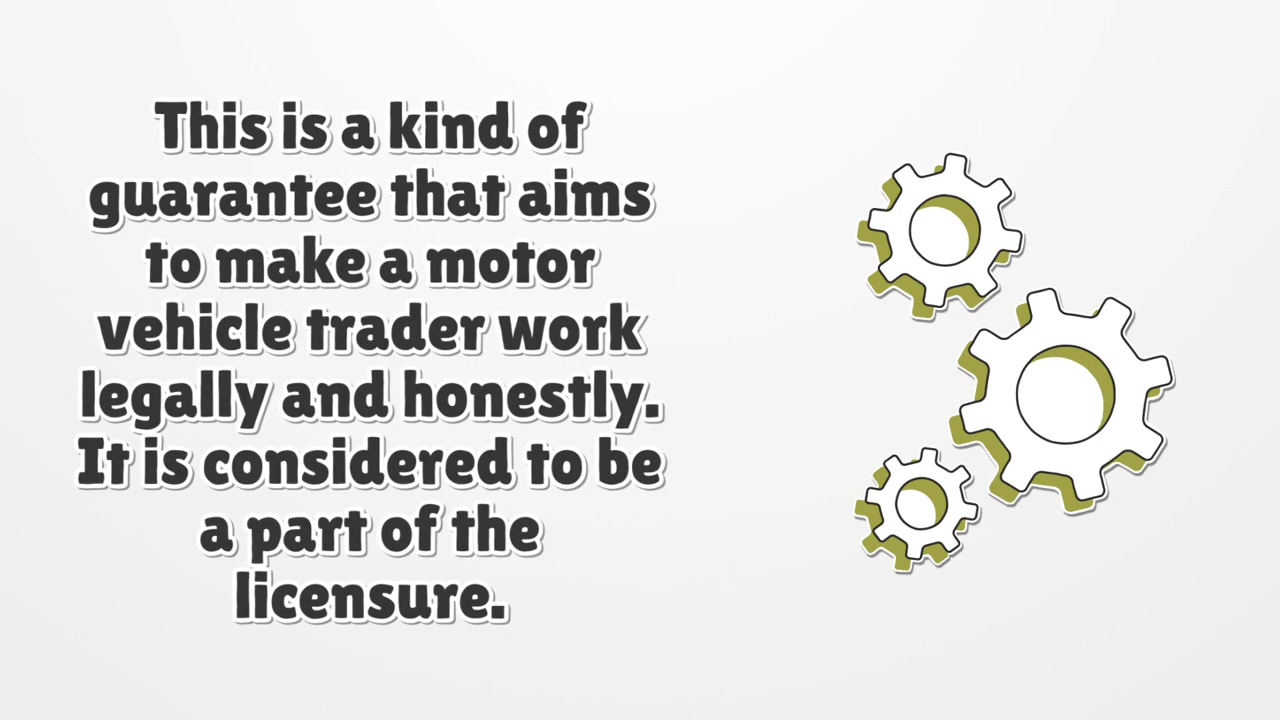 This is a kind of
guarantee that aims
to make a motor
vehicle trader work
legally and honestly.
It is considered to be
a part of the
licensure.